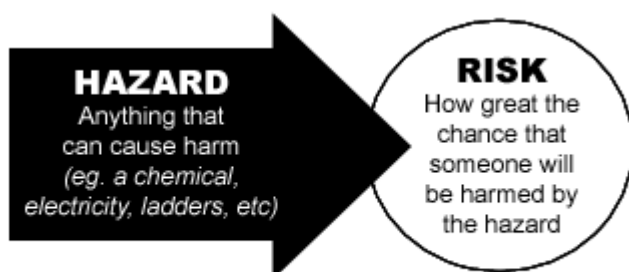 HAZARD
Anything that
can cause harm
(eg. a chemical,
electricity, ladders, etc)
RISK
How great the
chance that
someone will
be harmed by
the hazard